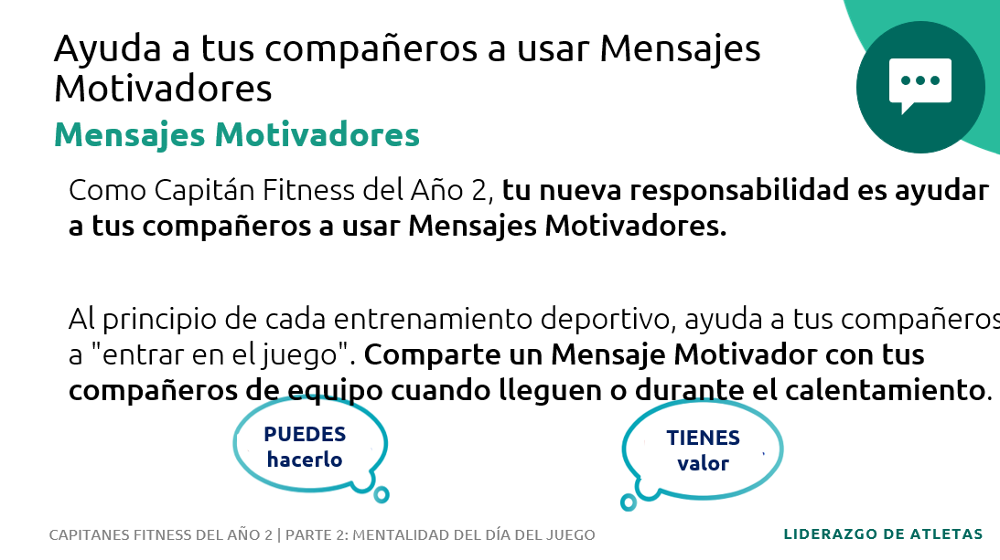 Ayuda a tus compañeros a usar Mensajes
Motivadores
Mensajes Motivadores
Como Capitán Fitness del Año 2, tu nueva responsabilidad es ayudar
a tus compañeros a usar Mensajes Motivadores.
Al principio de cada entrenamiento deportivo, ayuda a tus compañeros
a "entrar en el juego". Comparte un Mensaje Motivador con tus
compañeros de equipo cuando lleguen o durante el calentamiento.
PUEDES
hacerlo
TIENES
valor
CAPITANES FITNESS DEL AÑO 2 | PARTE 2: MENTALIDAD DEL DÍA DEL JUEGO
LIDERAZGO DE ATLETAS